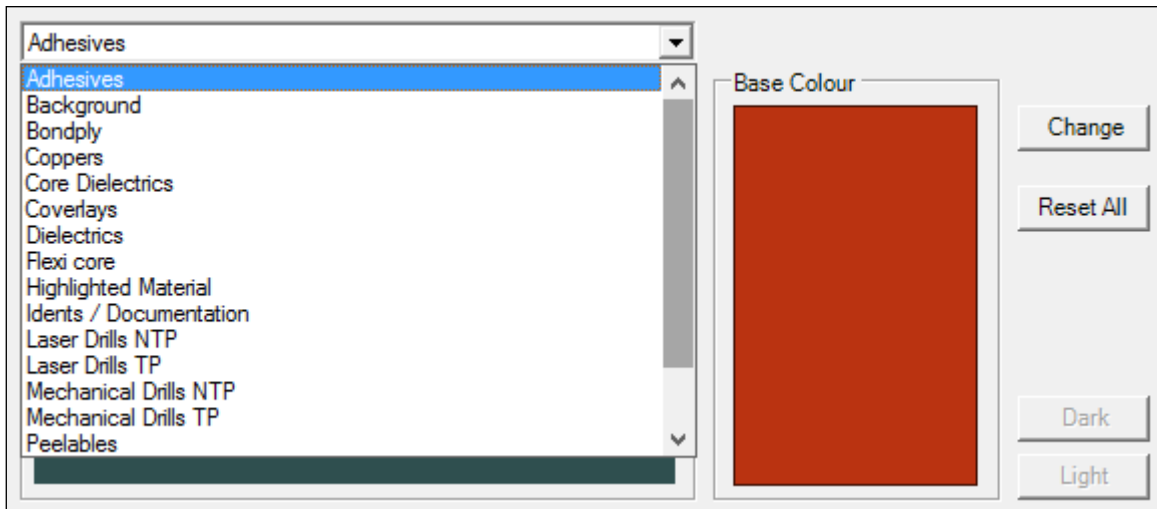 Adhesives
Adhesives
Background
Bondply
Coppers
Core Dielectrics
Coverlays
Dielectrics
Flexi core
Highlighted Material
Idents / Documentation
Laser Drills NTP
Laser Drills TP
Mechanical Drills NTP
Mechanical Drills TP
Peelables
Base Colour
Change
Reset All
Dark
Light